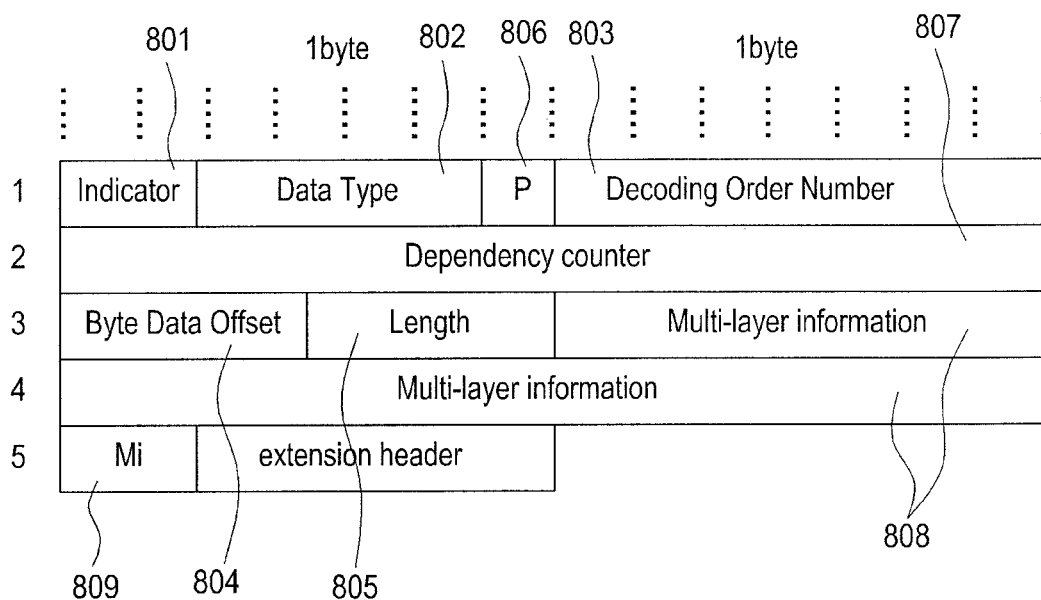 801 1byte 802 806 803 1byte 807
1 Indicator Data Type P Decoding Order Number
2 Dependency counter
3 Byte Data Offset Length Multi-layer information
4 Multi-layer information
5 Mi extension header
809 804 805 808